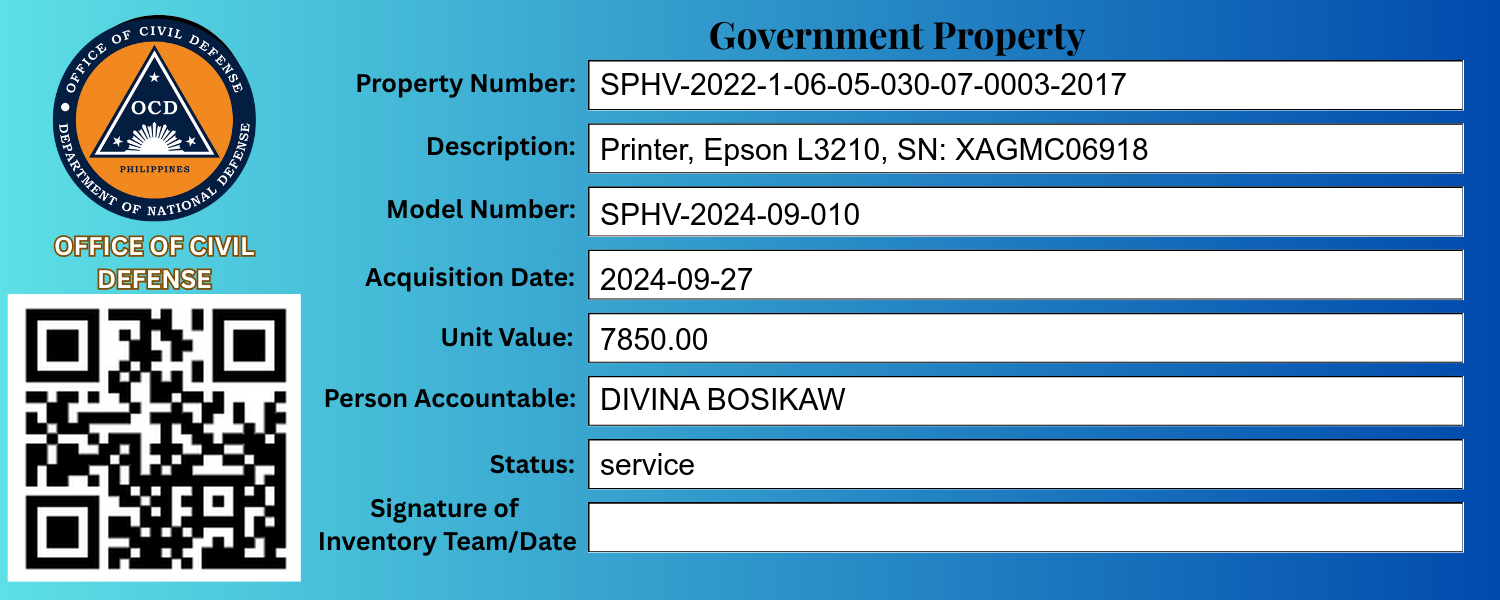 OFFICE OF CIVIL DEFENSE
DEPARTMENT OF NATIONAL DEFENSE
OCD
PHILIPPINES
OFFICE OF CIVIL
DEFENSE
Government Property
Property Number: SPHV-2022-1-06-05-030-07-0003-2017
Description: Printer, Epson L3210, SN: XAGMC06918
Model Number: SPHV-2024-09-010
Acquisition Date: 2024-09-27
Unit Value: 7850.00
Person Accountable: DIVINA BOSIKAW
Status: service
Signature of
Inventory Team/Date